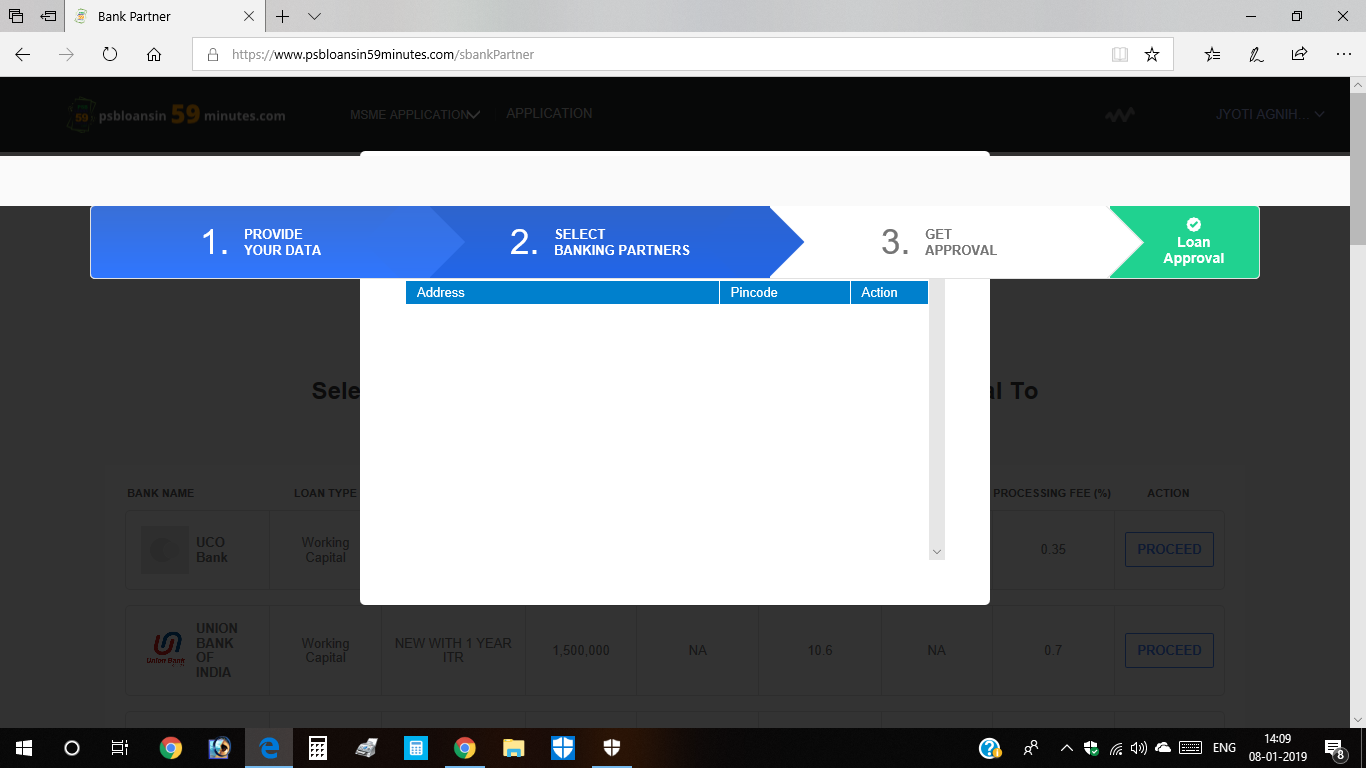 Bank Partner
https://www.psbloansin59minutes.com/sbankPartner
psbloansin 59 minutes.com
MSME APPLICATION
APPLICATION
JYOTI AGNIH...
1. PROVIDE
YOUR DATA
2. SELECT
BANKING PARTNERS
3. GET
APPROVAL
Loan
Approval
Address Pincode Action
Sele
al To
BANK NAME LOAN TYPE PROCESSING FEE (%) ACTION
UCO
Bank
Working
Capital
0.35
PROCEED
Union Bank
UNION
BANK
OF
INDIA
Working
Capital
NEW WITH 1 YEAR
ITR
1,500,000
NA
10.6
NA
0.7
PROCEED
ENG
14:09
08-01-2019
8